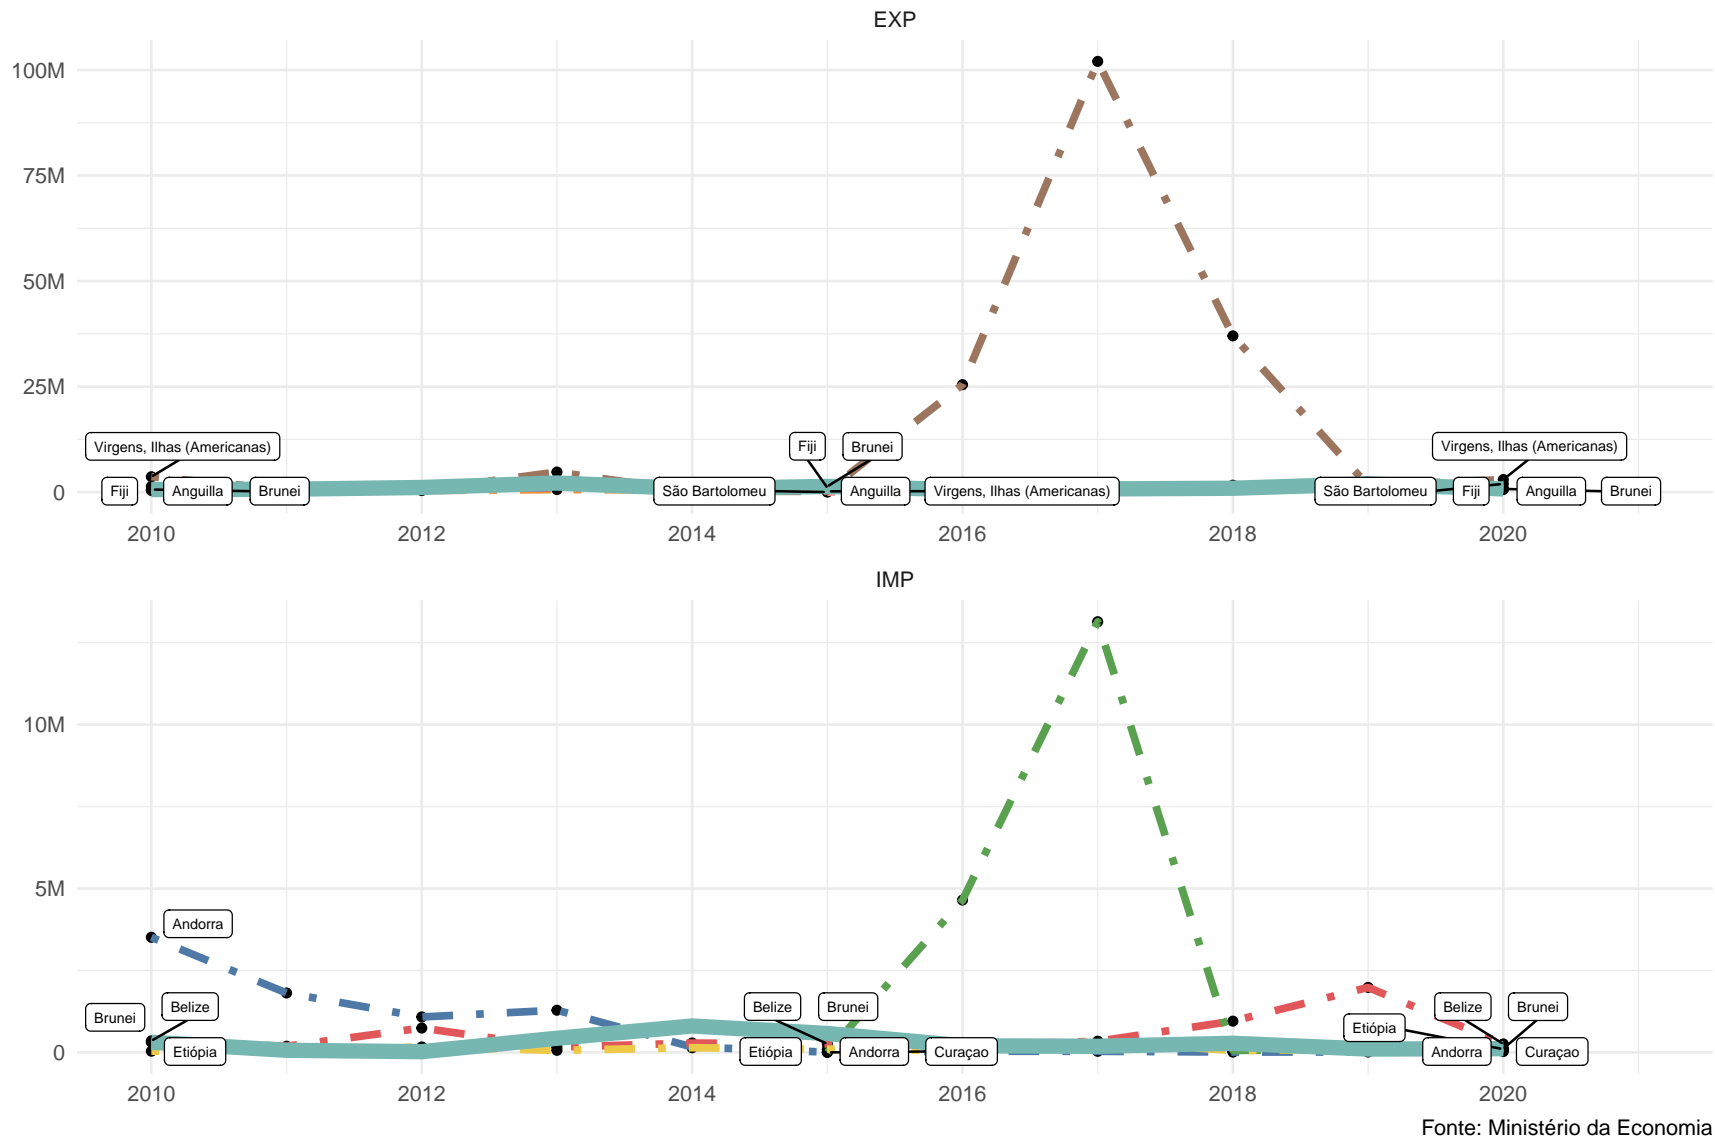 EXP
100M
75M
50M
25M
0
Virgens, Ilhas (Americanas)
Fiji
Brunei
Virgens, Ilhas (Americanas)
Fiji
Anguilla
Brunei
São Bartolomeu
Anguilla
Virgens, Ilhas (Americanas)
São Bartolomeu
Fiji
Anguilla
Brunei
2010
2012
2014
2016
2018
2020
IMP
10M
5M
0
Andorra
Brunei
Belize
Etiópia
Belize
Brunei
Etiópia
Andorra
Curaçao
Belize
Brunei
Etiópia
Andorra
Curaçao
2010
2012
2014
2016
2018
2020
Fonte: Ministério da Economia